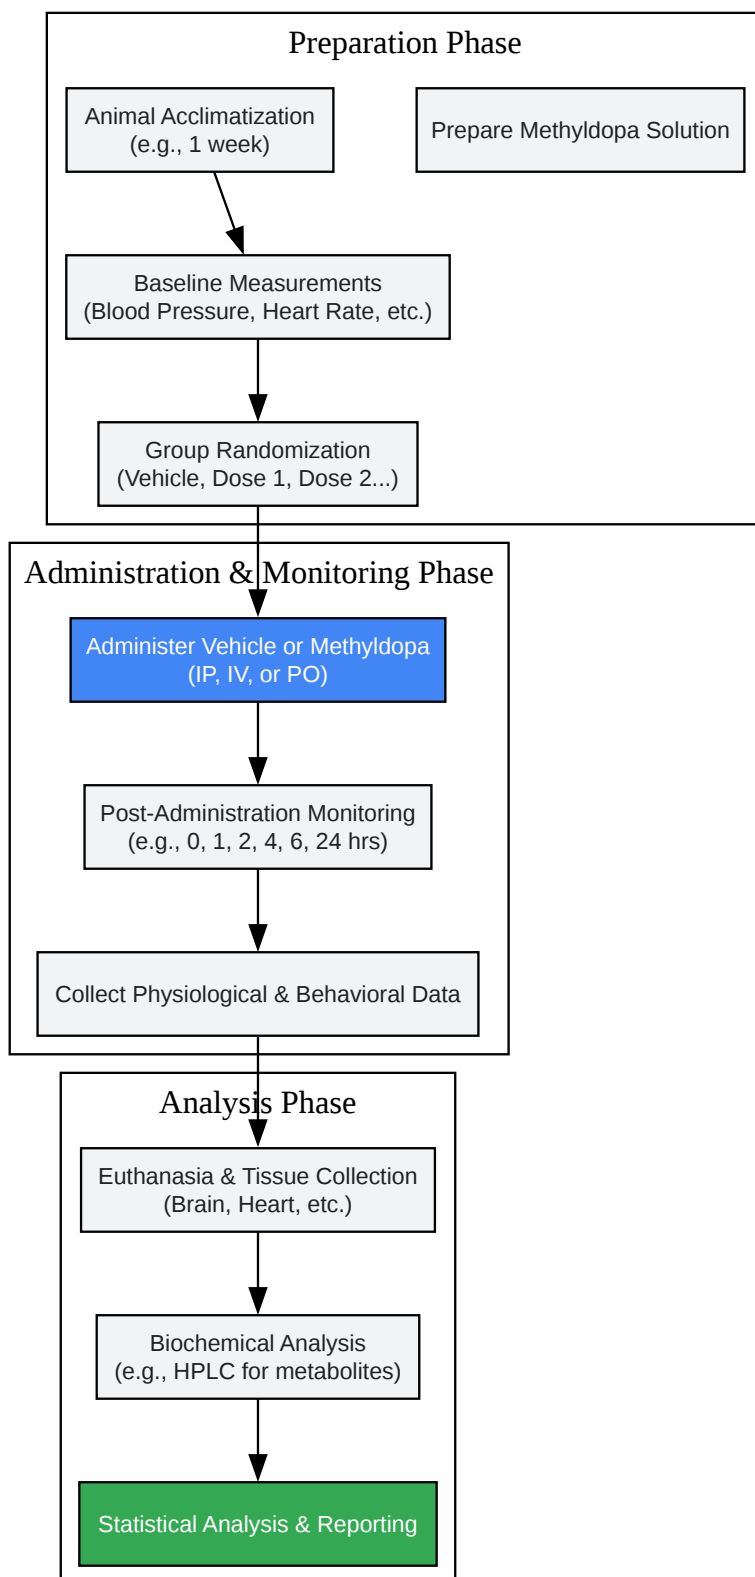 Preparation Phase
Animal Acclimatization
(e.g., 1 week)
Prepare Methyldopa Solution
Baseline Measurements
(Blood Pressure, Heart Rate, etc.)
Group Randomization
(Vehicle, Dose 1, Dose 2...)
Administration & Monitoring Phase
Administer Vehicle or Methyldopa
(IP, IV, or PO)
Post-Administration Monitoring
(e.g., 0, 1, 2, 4, 6, 24 hrs)
Collect Physiological & Behavioral Data
Analysis Phase
Euthanasia & Tissue Collection
(Brain, Heart, etc.)
Biochemical Analysis
(e.g., HPLC for metabolites)
Statistical Analysis & Reporting